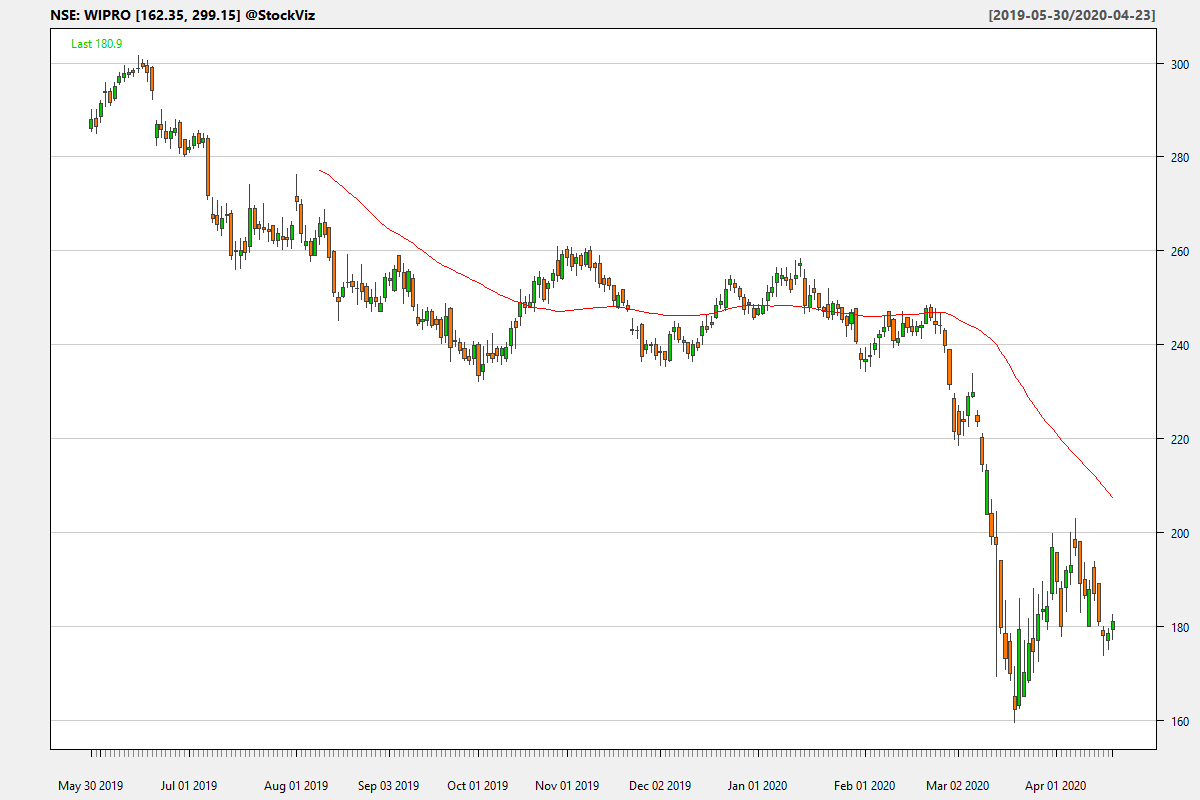 NSE: WIPRO [162.35, 299.15] @StockViz
[2019-05-30/2020-04-23]
Last 180.9
300
280
260
240
220
200
180
160
May 30 2019
Jul 01 2019
Aug 01 2019
Sep 03 2019
Oct 01 2019
Nov 01 2019
Dec 02 2019
Jan 01 2020
Feb 01 2020
Mar 02 2020
Apr 01 2020